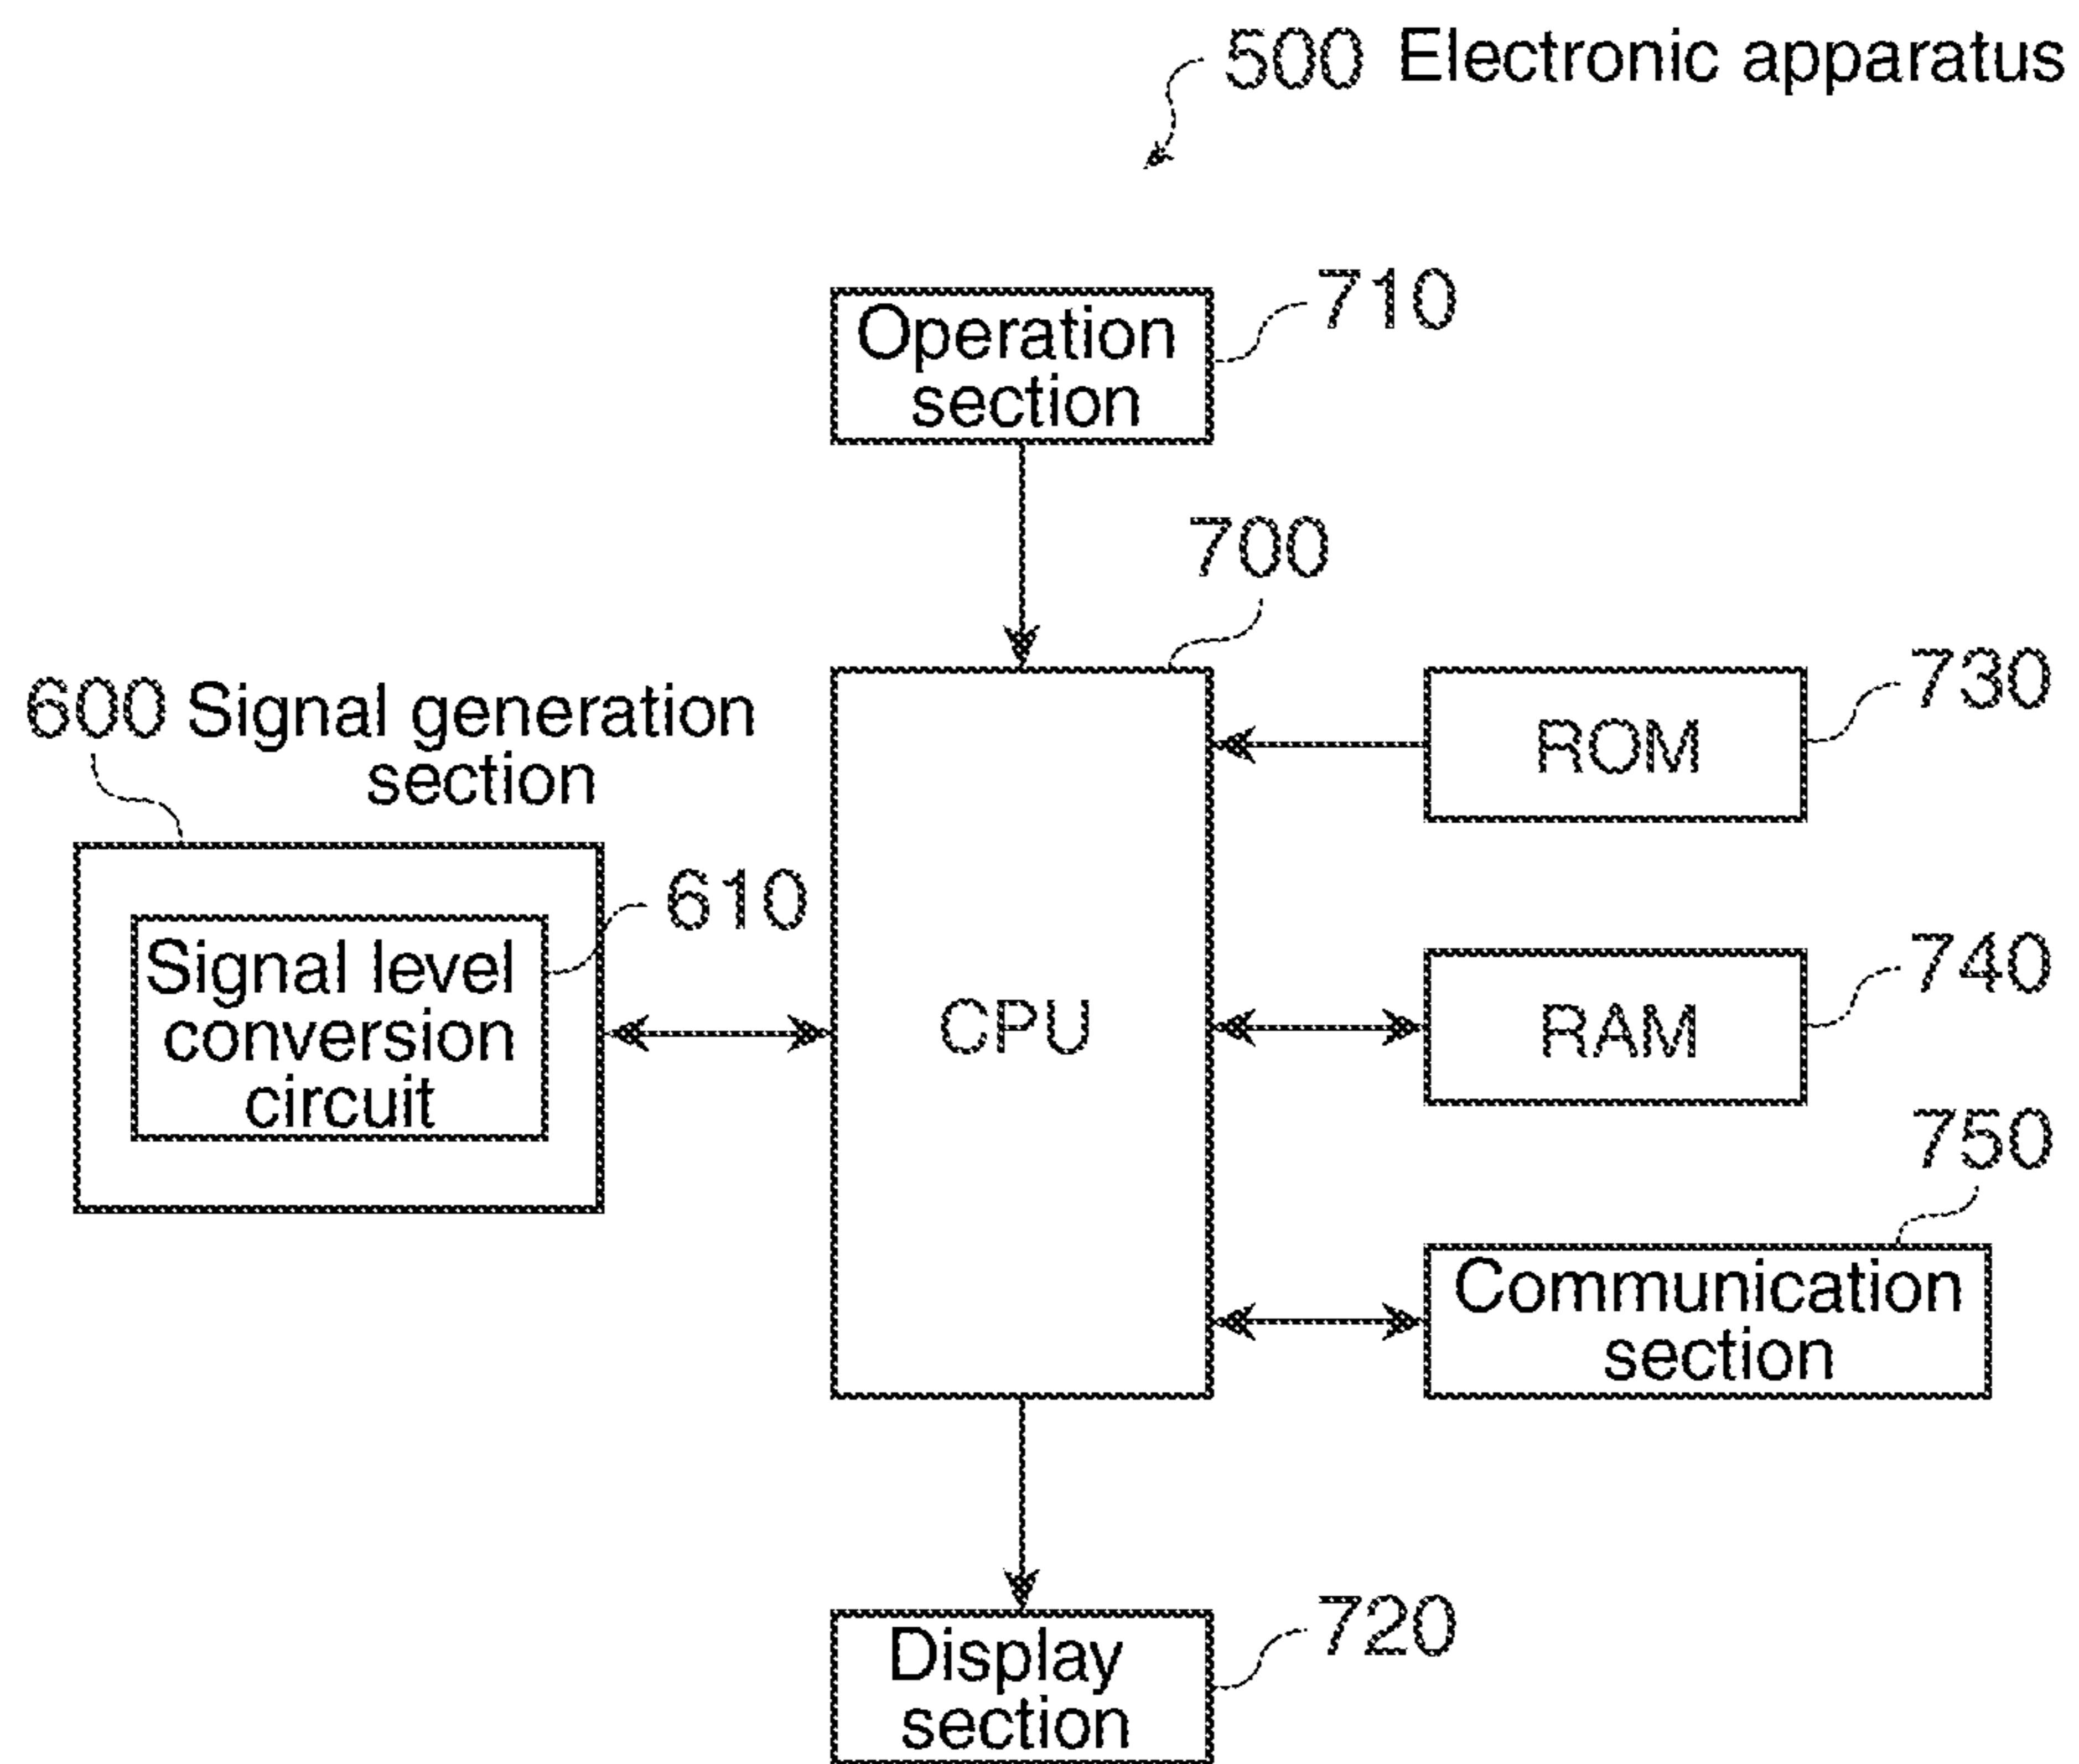 500 Electronic apparatus
710
Operation
section
700
600 Signal generation
section
730
ROM
610
Signal level
conversion
circuit
CPU
740
RAM
750
Communication
section
720
Display
section